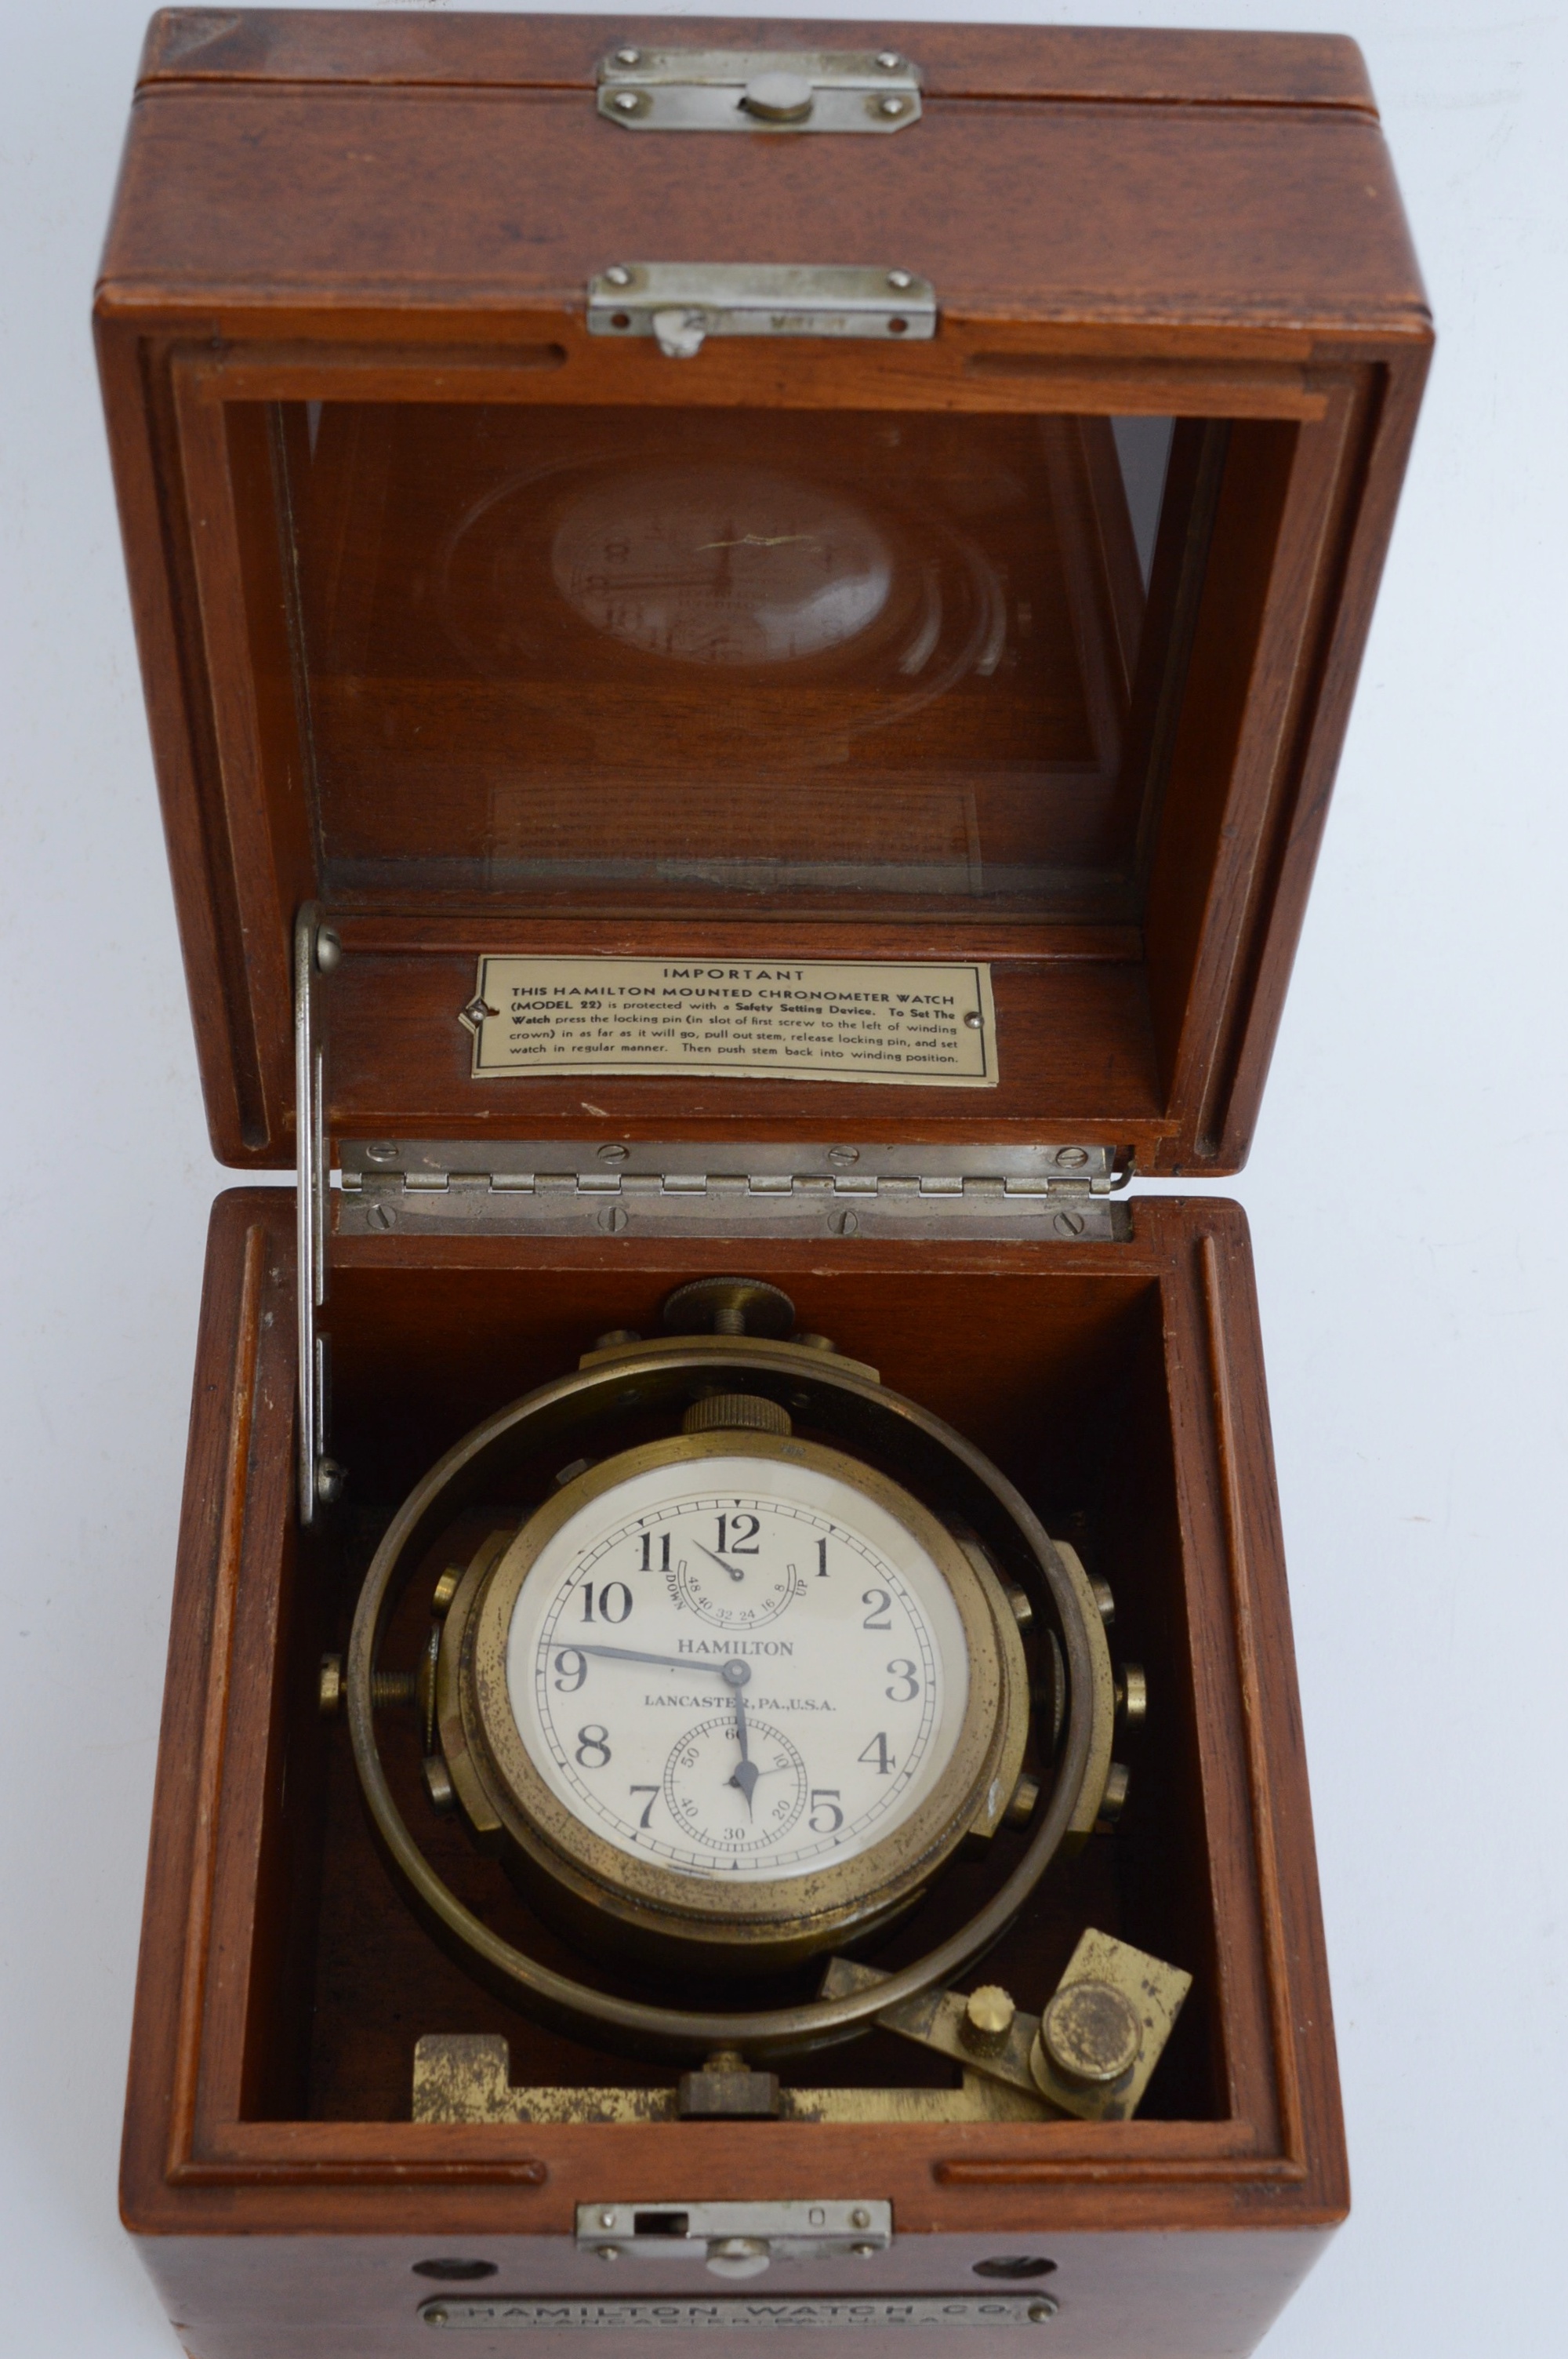 IMPORTANT
THIS HAMILTON MOUNTED CHRONOMETER WATCH
(MODEL 22) is protected with a Safety Setting Device. To Set The
Watch press the locking pin (in slot of first screw to the left of winding
crown) in as far as it will go, pull out stem, release locking pin, and set
watch in regular manner. Then push stem back into winding position.
12
11 1
10 2
9 3
8 4
7 5
DOWN UP
48 40 32 24 16 8
HAMILTON
LANCASTER, PA., U.S.A.
60
50 10
40 20
30
HAMILTON WATCH CO.
LANCASTER, PA., U.S.A.